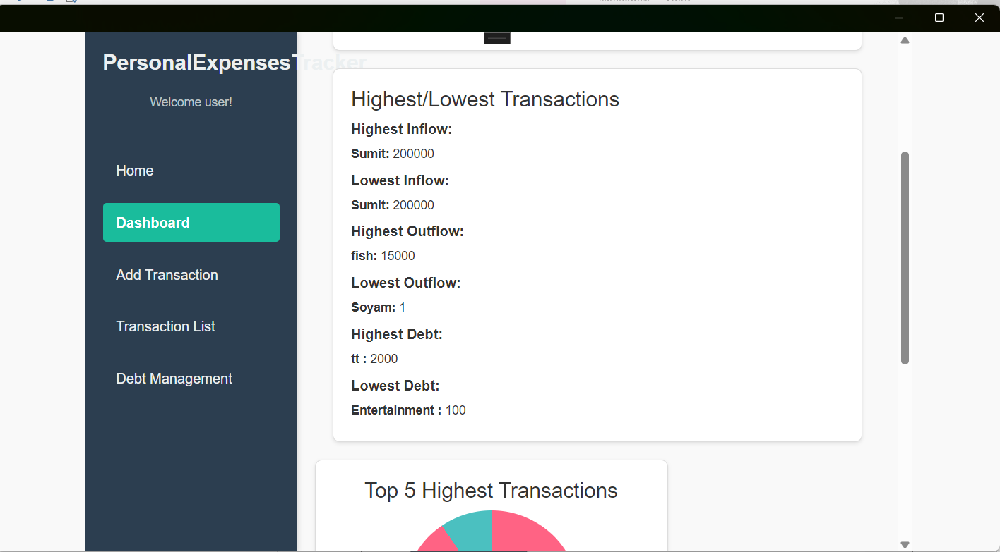 PersonalExpensesTracker
Welcome user!
Home
Dashboard
Add Transaction
Transaction List
Debt Management
Highest/Lowest Transactions
Highest Inflow:
Sumit: 200000
Lowest Inflow:
Sumit: 200000
Highest Outflow:
fish: 15000
Lowest Outflow:
Soyam: 1
Highest Debt:
tt : 2000
Lowest Debt:
Entertainment : 100
Top 5 Highest Transactions